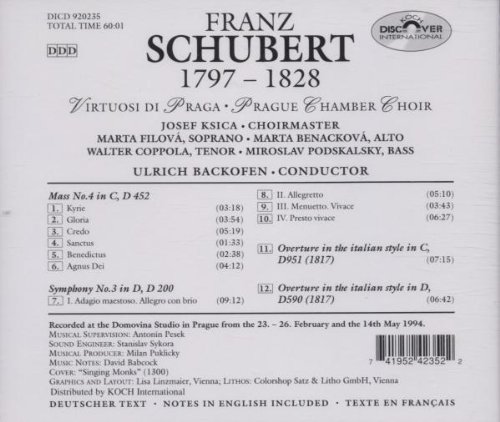 DICD 920235
TOTAL TIME 60:01
DDD
FRANZ
SCHUBERT
1797 – 1828
KOCH
DISCOVER
INTERNATIONAL
VIRTUOSI DI PRAGA · PRAGUE CHAMBER CHOIR
JOSEF KSICA · CHOIRMASTER
MARTA FILOVÁ, SOPRANO · MARTA BENACKOVÁ, ALTO
WALTER COPPOLA, TENOR · MIROSLAV PODSKALSKY, BASS
ULRICH BACKOFEN · CONDUCTOR
Mass No.4 in C, D 452
1. Kyrie (03:18)
2. Gloria (03:54)
3. Credo (05:19)
4. Sanctus (01:33)
5. Benedictus (02:38)
6. Agnus Dei (04:12)
Symphony No.3 in D, D 200
7. I. Adagio maestoso. Allegro con brio (09:12)
8. II. Allegretto (05:10)
9. III. Menuetto. Vivace (03:43)
10. IV. Presto vivace (06:27)
11. Overture in the italian style in C,
D951 (1817) (07:15)
12. Overture in the italian style in D,
D590 (1817) (06:42)
Recorded at the Domovina Studio in Prague from the 23. – 26. February and the 14th May 1994.
MUSICAL SUPERVISION: Antonín Pesek
SOUND ENGINEER: Stanislav Sykora
MUSICAL PRODUCER: Milan Puklicky
MUSIC NOTES: David Babcock
COVER: "Singing Monks" (1300)
GRAPHICS AND LAYOUT: Lisa Linzmaier, Vienna; LITHOS: Colorshop Satz & Litho GmbH, Vienna
Distributed by KOCH International
7 41952 42352 2
DEUTSCHER TEXT · NOTES IN ENGLISH INCLUDED · TEXTE EN FRANÇAIS